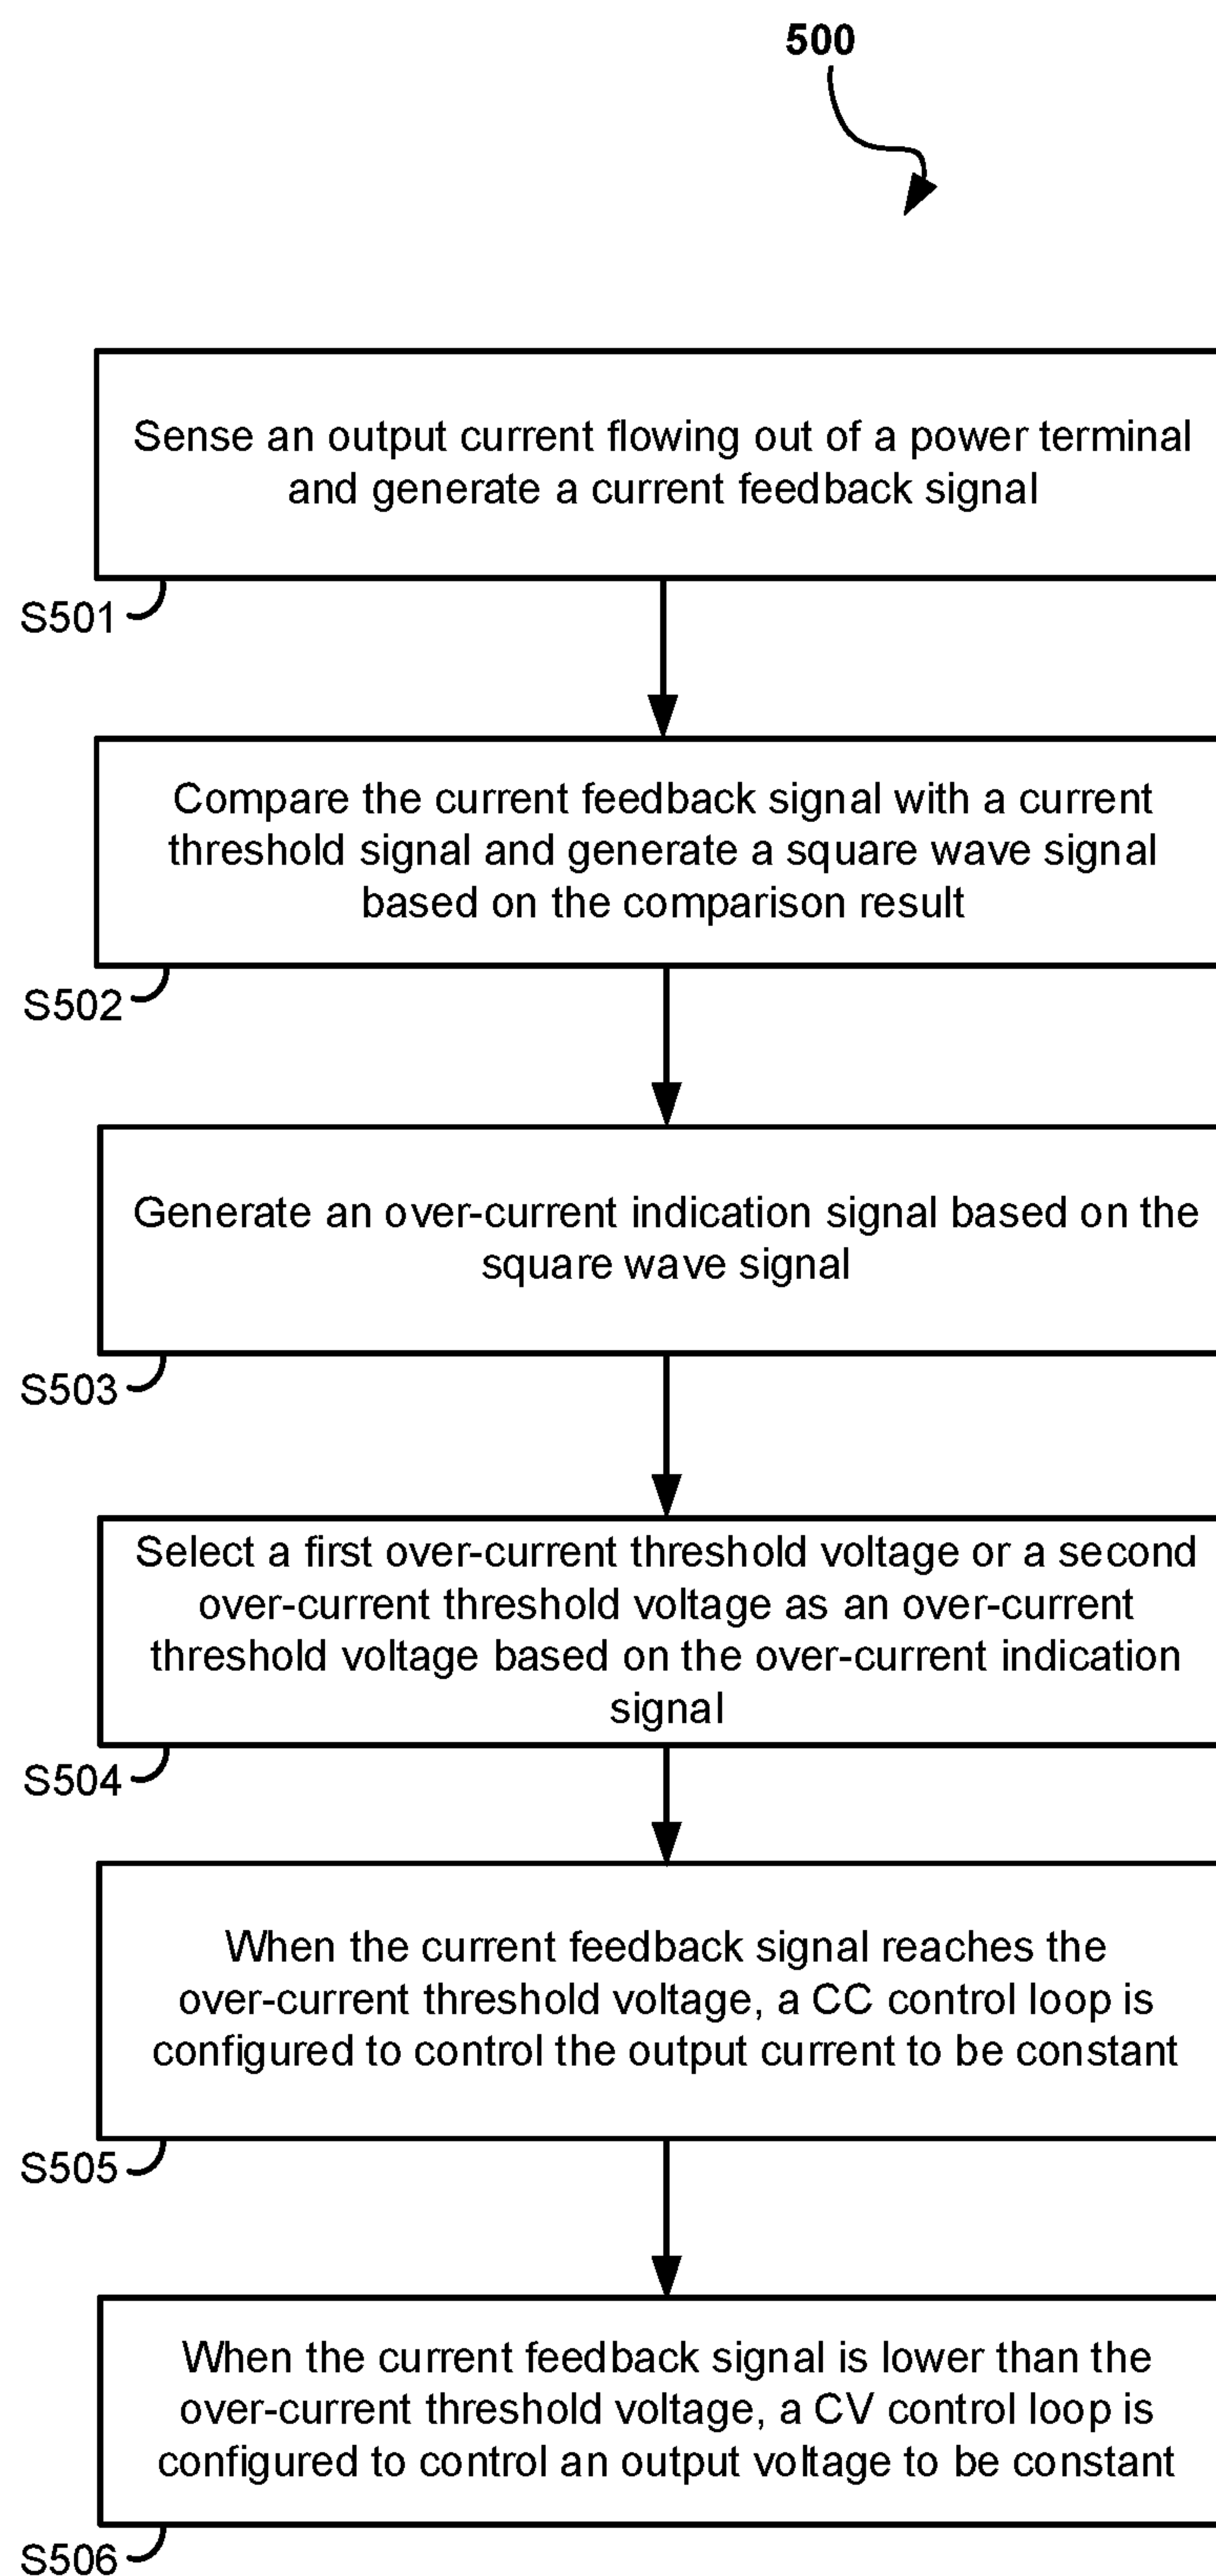 500
Sense an output current flowing out of a power terminal
and generate a current feedback signal
S501
Compare the current feedback signal with a current
threshold signal and generate a square wave signal
based on the comparison result
S502
Generate an over-current indication signal based on the
square wave signal
S503
Select a first over-current threshold voltage or a second
over-current threshold voltage as an over-current
threshold voltage based on the over-current indication
signal
S504
When the current feedback signal reaches the
over-current threshold voltage, a CC control loop is
configured to control the output current to be constant
S505
When the current feedback signal is lower than the
over-current threshold voltage, a CV control loop is
configured to control an output voltage to be constant
S506